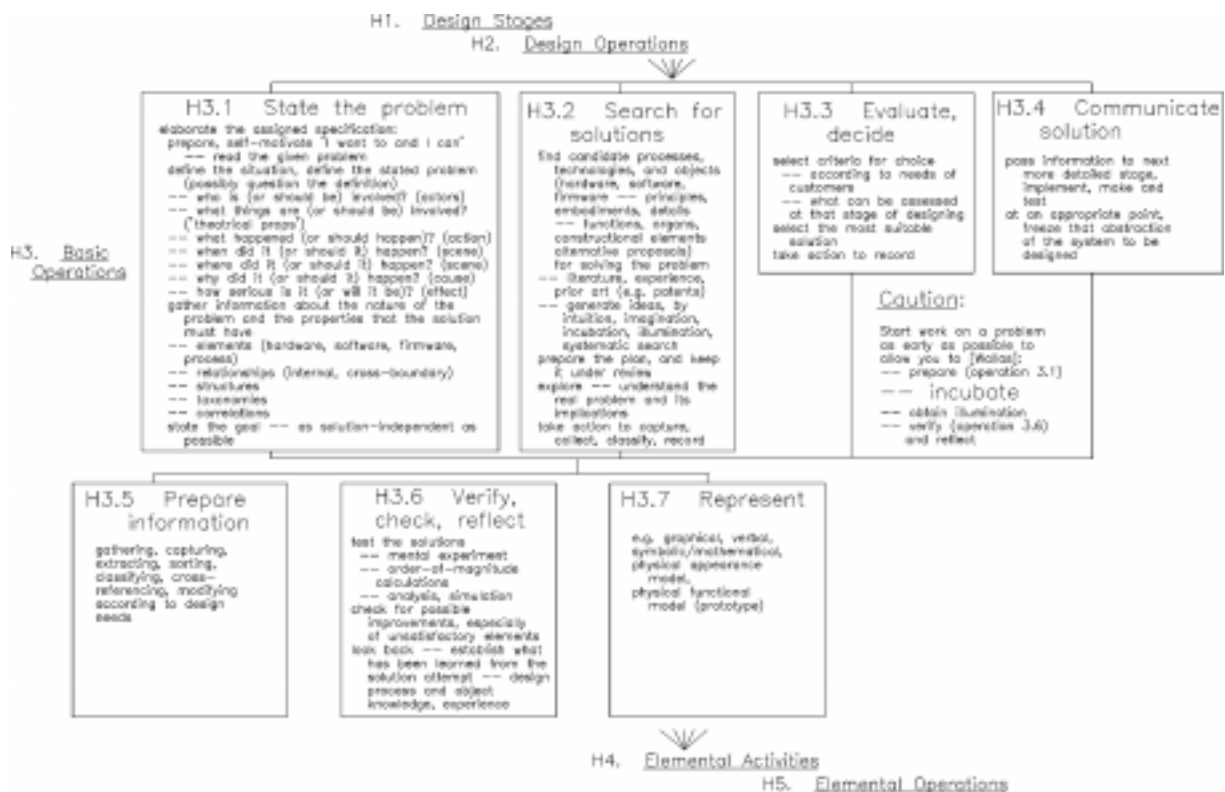 H1. Design Stages
H2. Design Operations
H3. Basic
Operations
H3.1 State the problem
elaborate the assigned specification:
prepare, self-motivate "I want to and I can"
-- read the given problem
define the situation, define the stated problem
(possibly question the definition)
-- who is (or should be) involved? (actors)
-- what things are (or should be) involved?
("theatrical props")
-- what happened (or should happen)? (action)
-- when did it (or should it) happen? (scene)
-- where did it (or should it) happen? (scene)
-- why did it (or should it) happen? (cause)
-- how serious is it (or will it be)? (effect)
gather information about the nature of the
problem and the properties that the solution
must have
-- elements (hardware, software, firmware,
process)
-- relationships (internal, cross-boundary)
-- structures
-- taxonomies
-- correlations
state the goal -- as solution-independent as
possible
H3.2 Search for
solutions
find candidate processes,
technologies, and objects
(hardware, software,
firmware -- principles,
embodiments, details
-- functions, organs,
constructional elements
alternative proposals)
for solving the problem
-- literature, experience,
prior art (e.g. patents)
-- generate ideas, by
intuition, imagination,
incubation, illumination,
systematic search
prepare the plan, and keep
it under review
explore -- understand the
real problem and its
implications
take action to capture,
collect, classify, record
H3.3 Evaluate,
decide
select criteria for choice
-- according to needs of
customers
-- what can be assessed
at that stage of designing
select the most suitable
solution
take action to record
H3.4 Communicate
solution
pass information to next
more detailed stage,
implement, make and
test
at an appropriate point,
freeze that abstraction
of the system to be
designed
Caution:
Start work on a problem
as early as possible to
allow you to [Wallas]:
-- prepare (operation 3.1)
-- incubate
-- obtain illumination
-- verify (operation 3.6)
and reflect
H3.5 Prepare
information
gathering, capturing,
extracting, sorting,
classifying, cross-
referencing, modifying
according to design
needs
H3.6 Verify,
check, reflect
test the solutions
-- mental experiment
-- order-of-magnitude
calculations
-- analysis, simulation
check for possible
improvements, especially
of unsatisfactory elements
look back -- establish what
has been learned from the
solution attempt -- design
process and object
knowledge, experience
H3.7 Represent
e.g. graphical, verbal,
symbolic/mathematical,
physical appearance
model,
physical functional
model (prototype)
H4. Elemental Activities
H5. Elemental Operations